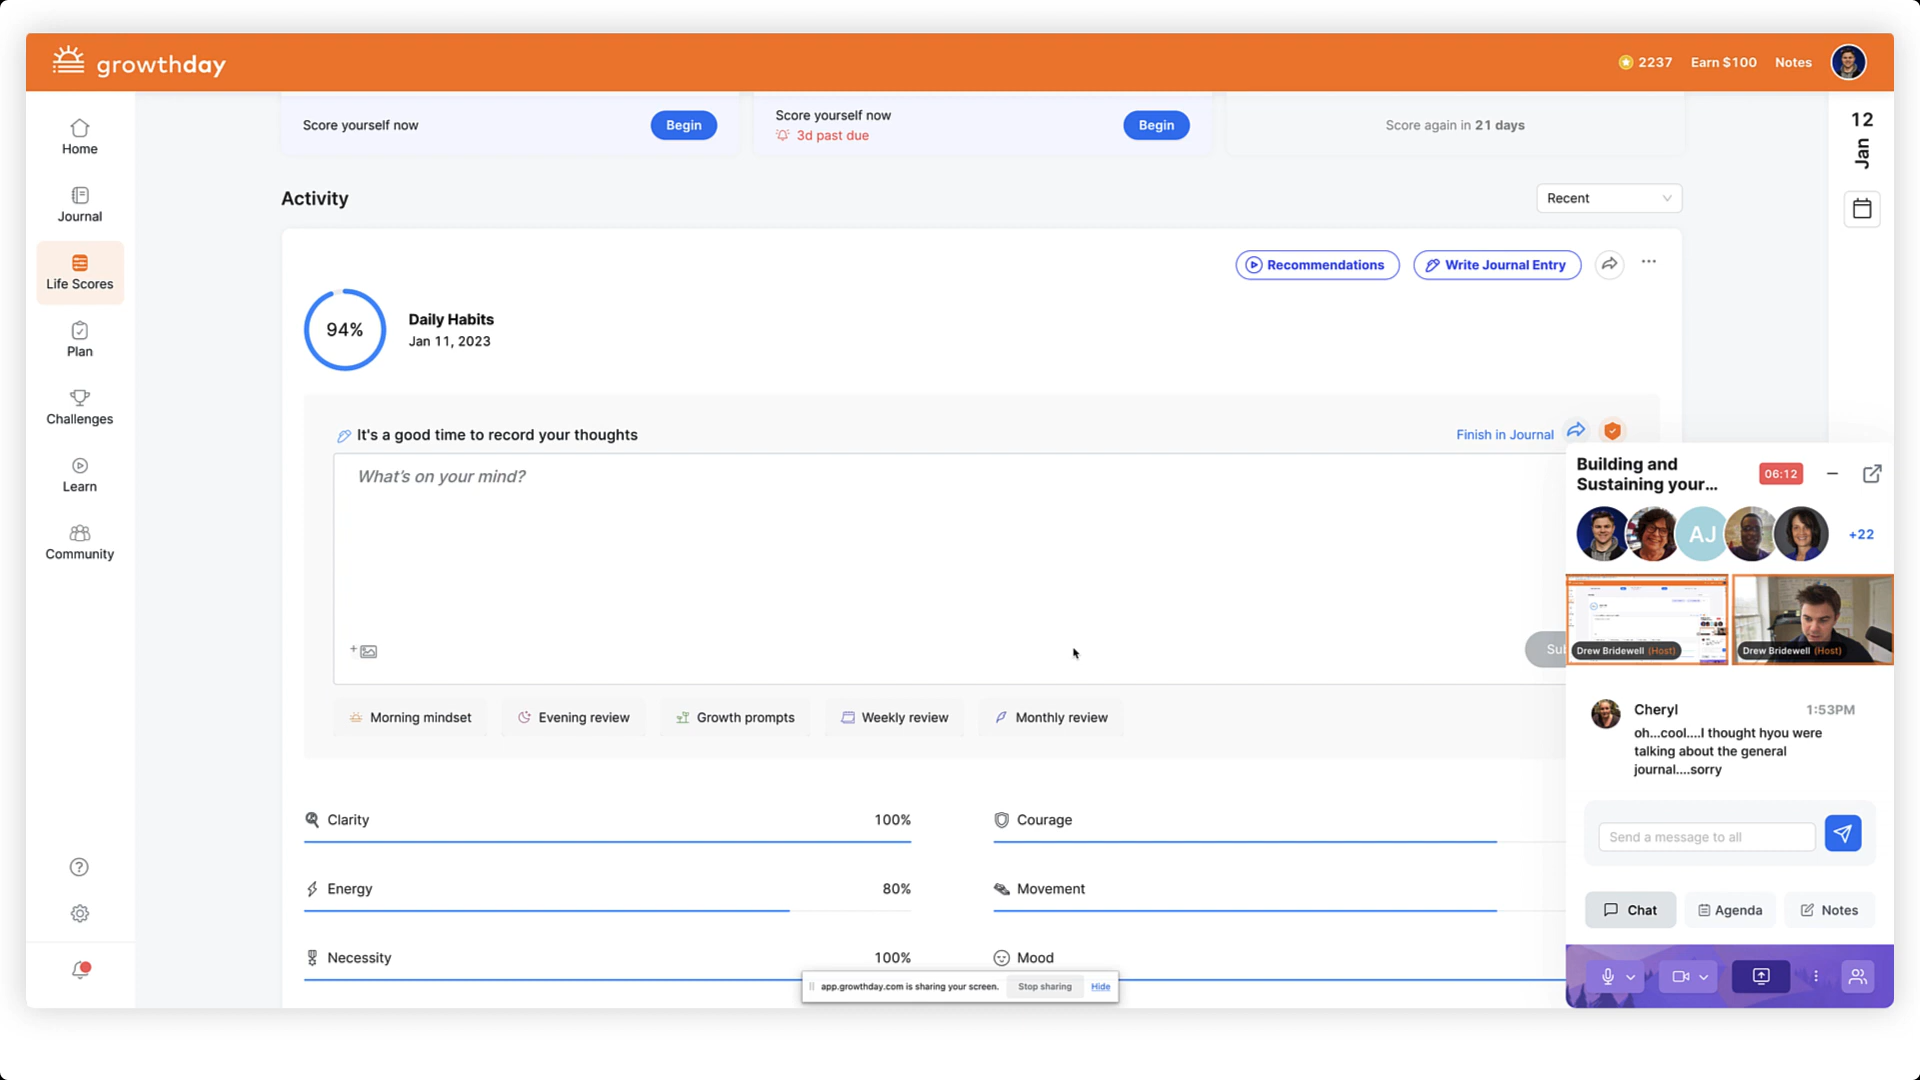 growthday
2237
Earn $100
Notes
Home
Journal
Life Scores
Plan
Challenges
Learn
Community
Score yourself now
Begin
Score yourself now
3d past due
Begin
Score again in 21 days
12
Jan
Activity
Recent
Recommendations
Write Journal Entry
94%
Daily Habits
Jan 11, 2023
It's a good time to record your thoughts
Finish in Journal
What's on your mind?
Sub
Morning mindset
Evening review
Growth prompts
Weekly review
Monthly review
Clarity
100%
Courage
Energy
80%
Movement
Necessity
100%
Mood
app.growthday.com is sharing your screen.
Stop sharing
Hide
Building and
Sustaining your...
06:12
AJ
+22
Drew Bridewell (Host)
Drew Bridewell (Host)
Cheryl
1:53PM
oh...cool....I thought hyou were
talking about the general
journal....sorry
Send a message to all
Chat
Agenda
Notes